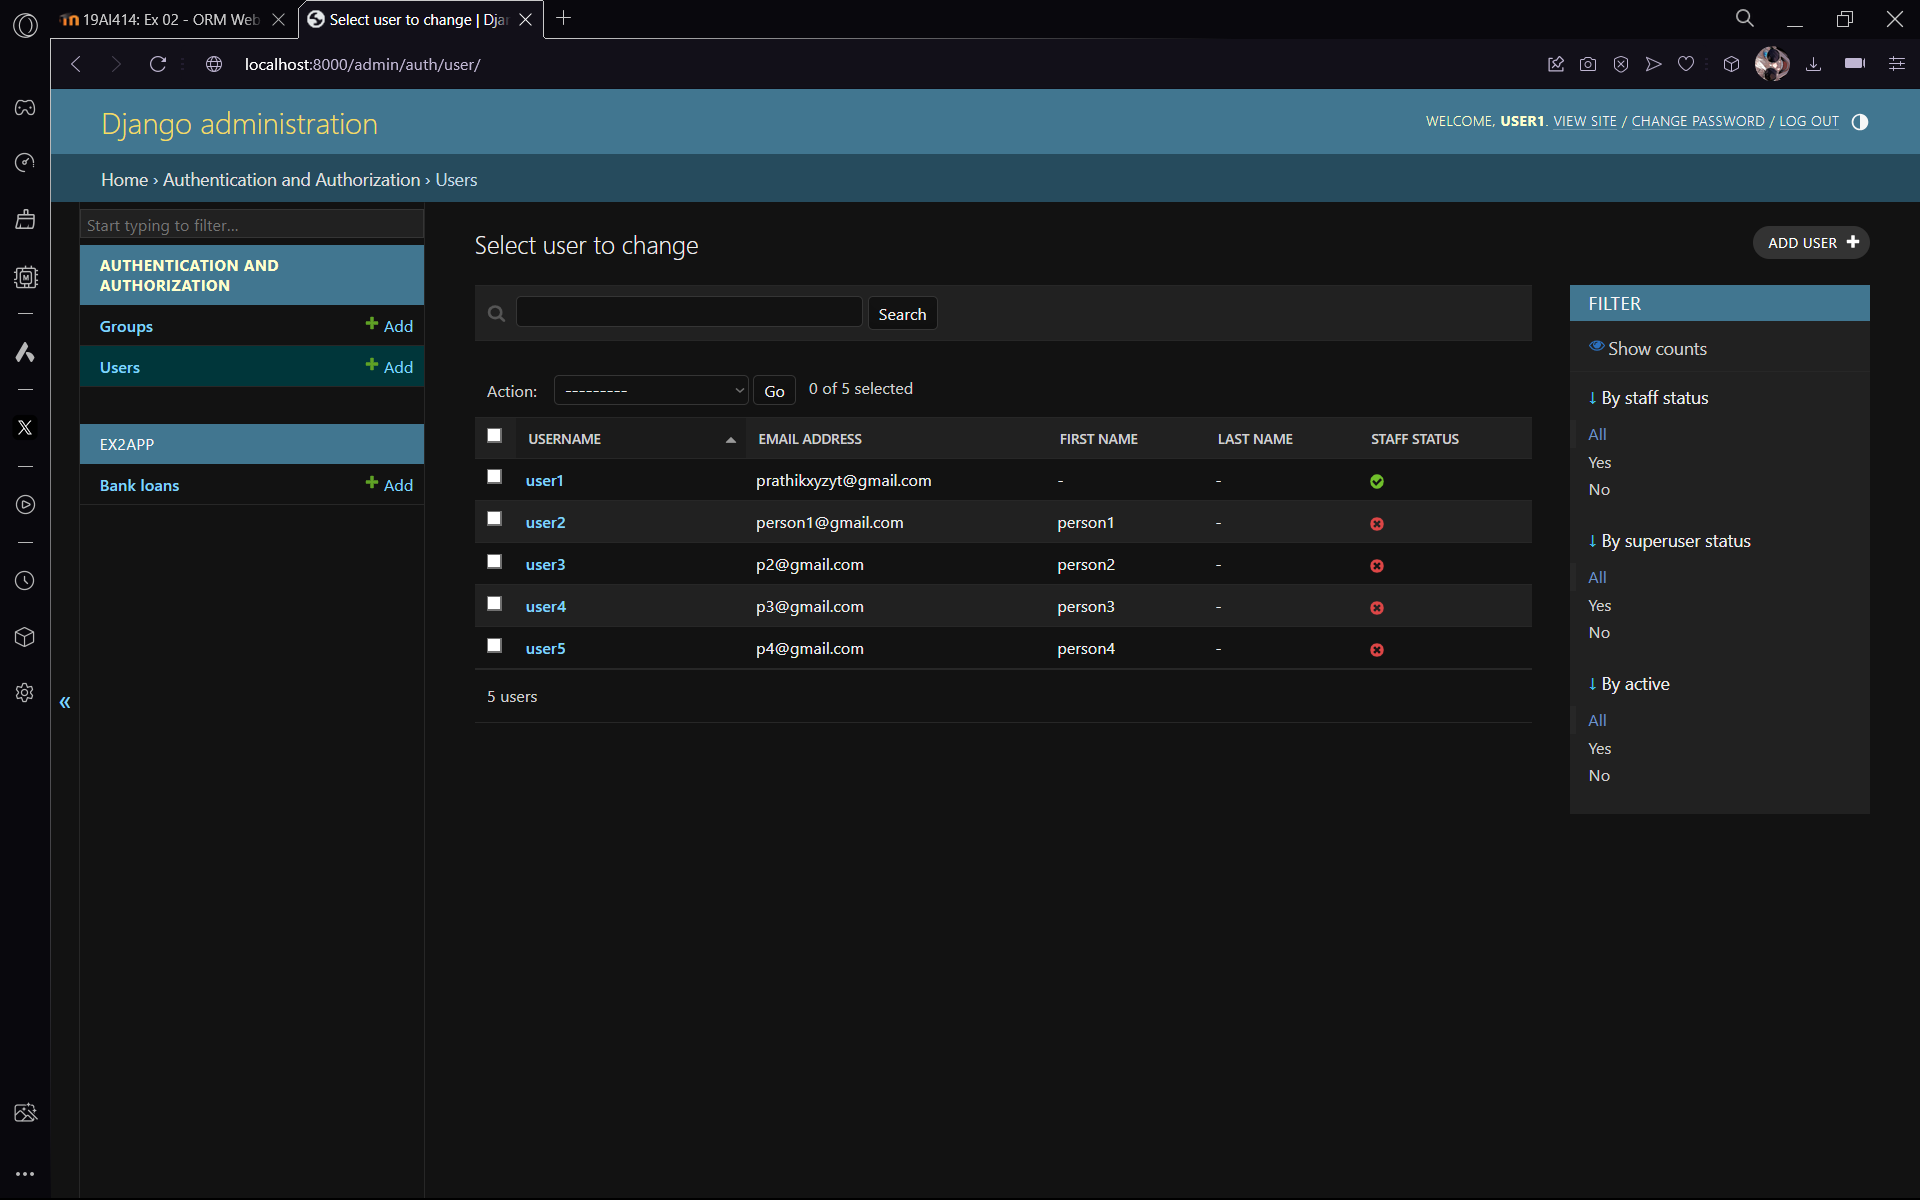 19AI414: Ex 02 - ORM Web
Select user to change | Djan
localhost:8000/admin/auth/user/
Django administration
WELCOME, USER1. VIEW SITE / CHANGE PASSWORD / LOG OUT
Home › Authentication and Authorization › Users
Start typing to filter...
AUTHENTICATION AND
AUTHORIZATION
Groups
Add
Users
Add
EX2APP
Bank loans
Add
«
Select user to change
ADD USER
Search
Action:
---------
Go
0 of 5 selected
USERNAME EMAIL ADDRESS FIRST NAME LAST NAME STAFF STATUS
user1 prathikxyzyt@gmail.com - -
user2 person1@gmail.com person1 -
user3 p2@gmail.com person2 -
user4 p3@gmail.com person3 -
user5 p4@gmail.com person4 -
5 users
FILTER
Show counts
↓ By staff status
All
Yes
No
↓ By superuser status
All
Yes
No
↓ By active
All
Yes
No